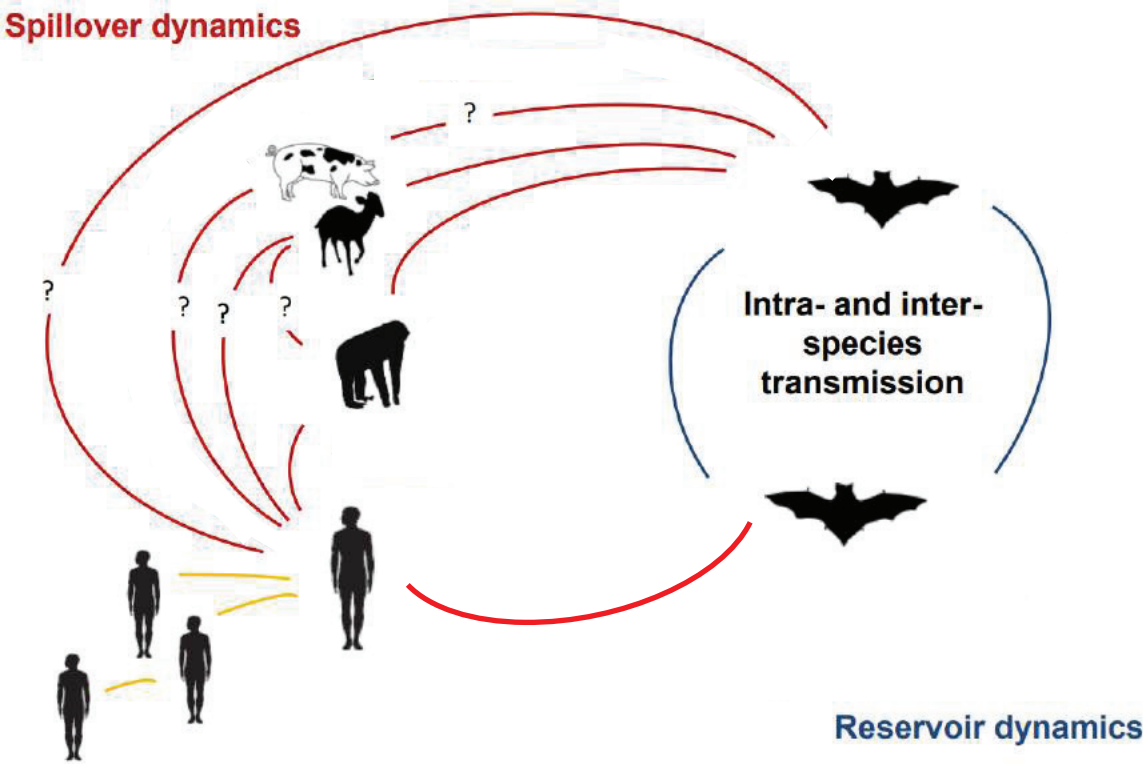 Spillover dynamics
?
?
?
?
?
Intra- and inter-
species
transmission
Reservoir dynamics